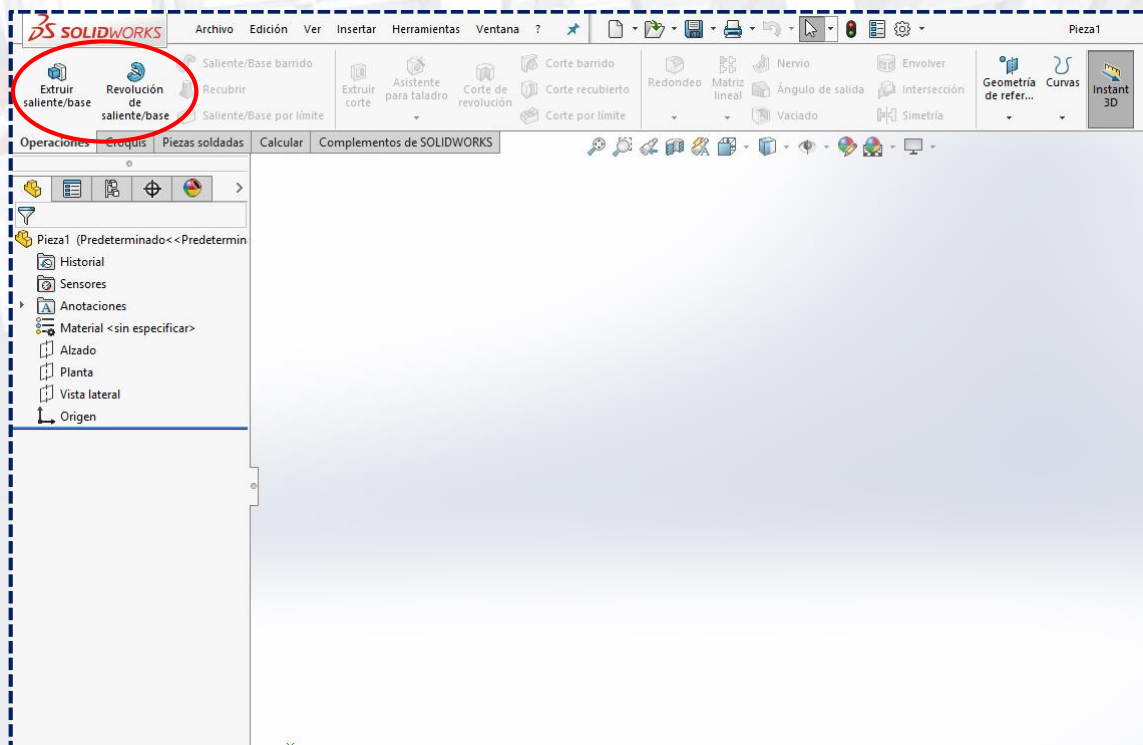 SOLIDWORKS Archivo Edición Ver Insertar Herramientas Ventana ? Pieza1
Extruir
saliente/base
Revolución
de
saliente/base
Saliente/Base barrido
Recubrir
Saliente/Base por límite
Extruir
corte
Asistente
para taladro
Corte de
revolución
Corte barrido
Corte recubierto
Corte por límite
Redondeo
Matriz
lineal
Nervio
Ángulo de salida
Vaciado
Envolver
Intersección
Simetría
Geometría
de refer...
Curvas
Instant
3D
Operaciones Croquis Piezas soldadas Calcular Complementos de SOLIDWORKS
Pieza1 (Predeterminado<<Predetermin
Historial
Sensores
Anotaciones
Material <sin especificar>
Alzado
Planta
Vista lateral
Origen